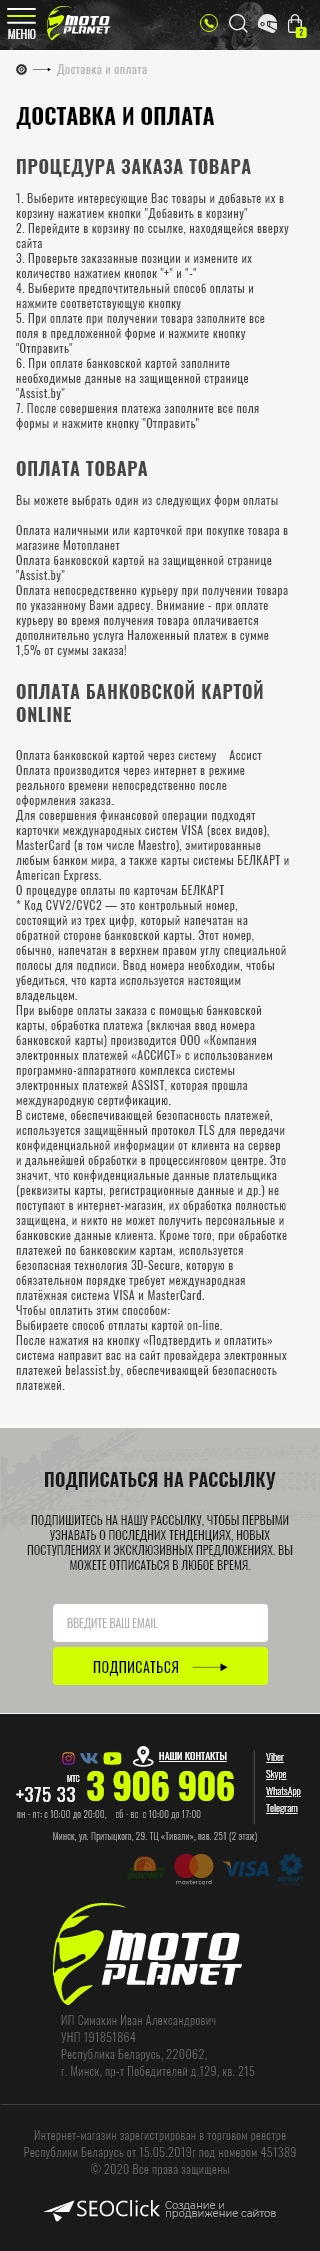 МЕНЮ
MOTO
PLANET
2
Доставка и оплата
ДОСТАВКА И ОПЛАТА
ПРОЦЕДУРА ЗАКАЗА ТОВАРА
1. Выберите интересующие Вас товары и добавьте их в
корзину нажатием кнопки "Добавить в корзину"
2. Перейдите в корзину по ссылке, находящейся вверху
сайта
3. Проверьте заказанные позиции и измените их
количество нажатием кнопок "+" и "-"
4. Выберите предпочтительный способ оплаты и
нажмите соответствующую кнопку
5. При оплате при получении товара заполните все
поля в предложенной форме и нажмите кнопку
"Отправить"
6. При оплате банковской картой заполните
необходимые данные на защищенной странице
"Assist.by"
7. После совершения платежа заполните все поля
формы и нажмите кнопку "Отправить"
ОПЛАТА ТОВАРА
Вы можете выбрать один из следующих форм оплаты
Оплата наличными или карточкой при покупке товара в
магазине Мотопланет
Оплата банковской картой на защищенной странице
"Assist.by"
Оплата непосредственно курьеру при получении товара
по указанному Вами адресу. Внимание - при оплате
курьеру во время получения товара оплачивается
дополнительно услуга Наложенный платеж в сумме
1,5% от суммы заказа!
ОПЛАТА БАНКОВСКОЙ КАРТОЙ
ONLINE
Оплата банковской картой через систему Ассист
Оплата производится через интернет в режиме
реального времени непосредственно после
оформления заказа.
Для совершения финансовой операции подходят
карточки международных систем VISA (всех видов),
MasterCard (в том числе Maestro), эмитированные
любым банком мира, а также карты системы БЕЛКАРТ и
American Express.
О процедуре оплаты по карточам БЕЛКАРТ
* Код CVV2/CVC2 — это контрольный номер,
состоящий из трех цифр, который напечатан на
обратной стороне банковской карты. Этот номер,
обычно, напечатан в верхнем правом углу специальной
полосы для подписи. Ввод номера необходим, чтобы
убедиться, что карта используется настоящим
владельцем.
При выборе оплаты заказа с помощью банковской
карты, обработка платежа (включая ввод номера
банковской карты) производится ООО «Компания
электронных платежей «АССИСТ» с использованием
программно-аппаратного комплекса системы
электронных платежей ASSIST, которая прошла
международную сертификацию.
В системе, обеспечивающей безопасность платежей,
используется защищённый протокол TLS для передачи
конфиденциальной информации от клиента на сервер
и дальнейшей обработки в процессинговом центре. Это
значит, что конфиденциальные данные плательщика
(реквизиты карты, регистрационные данные и др.) не
поступают в интернет-магазин, их обработка полностью
защищена, и никто не может получить персональные и
банковские данные клиента. Кроме того, при обработке
платежей по банковским картам, используется
безопасная технология 3D-Secure, которую в
обязательном порядке требует международная
платёжная система VISA и MasterCard.
Чтобы оплатить этим способом:
Выбираете способ отплаты картой on-line.
После нажатия на кнопку «Подтвердить и оплатить»
система направит вас на сайт провайдера электронных
платежей belassist.by, обеспечивающей безопасность
платежей.
ПОДПИСАТЬСЯ НА РАССЫЛКУ
ПОДПИШИТЕСЬ НА НАШУ РАССЫЛКУ, ЧТОБЫ ПЕРВЫМИ
УЗНАВАТЬ О ПОСЛЕДНИХ ТЕНДЕНЦИЯХ, НОВЫХ
ПОСТУПЛЕНИЯХ И ЭКСКЛЮЗИВНЫХ ПРЕДЛОЖЕНИЯХ. ВЫ
МОЖЕТЕ ОТПИСАТЬСЯ В ЛЮБОЕ ВРЕМЯ.
ВВЕДИТЕ ВАШ EMAIL
ПОДПИСАТЬСЯ
НАШИ КОНТАКТЫ
МТС
+375 33 3 906 906
пн - пт: с 10:00 до 20:00, сб - вс с 10:00 до 17:00
Viber
Skype
WhatsApp
Telegram
Минск, ул. Притыцкого, 29. ТЦ «Тивали», пав. 251 (2 этаж)
расчет
mastercard
VISA
БЕЛКАРТ
MOTO
PLANET
ИП Симакин Иван Александрович
УНП 191851864
Республика Беларусь, 220062,
г. Минск, пр-т Победителей д.129, кв. 215
Интернет-магазин зарегистрирован в торговом реестре
Республики Беларусь от 15.05.2019г под номером 451389
© 2020 Все права защищены
SEOClick
Создание и
продвижение сайтов